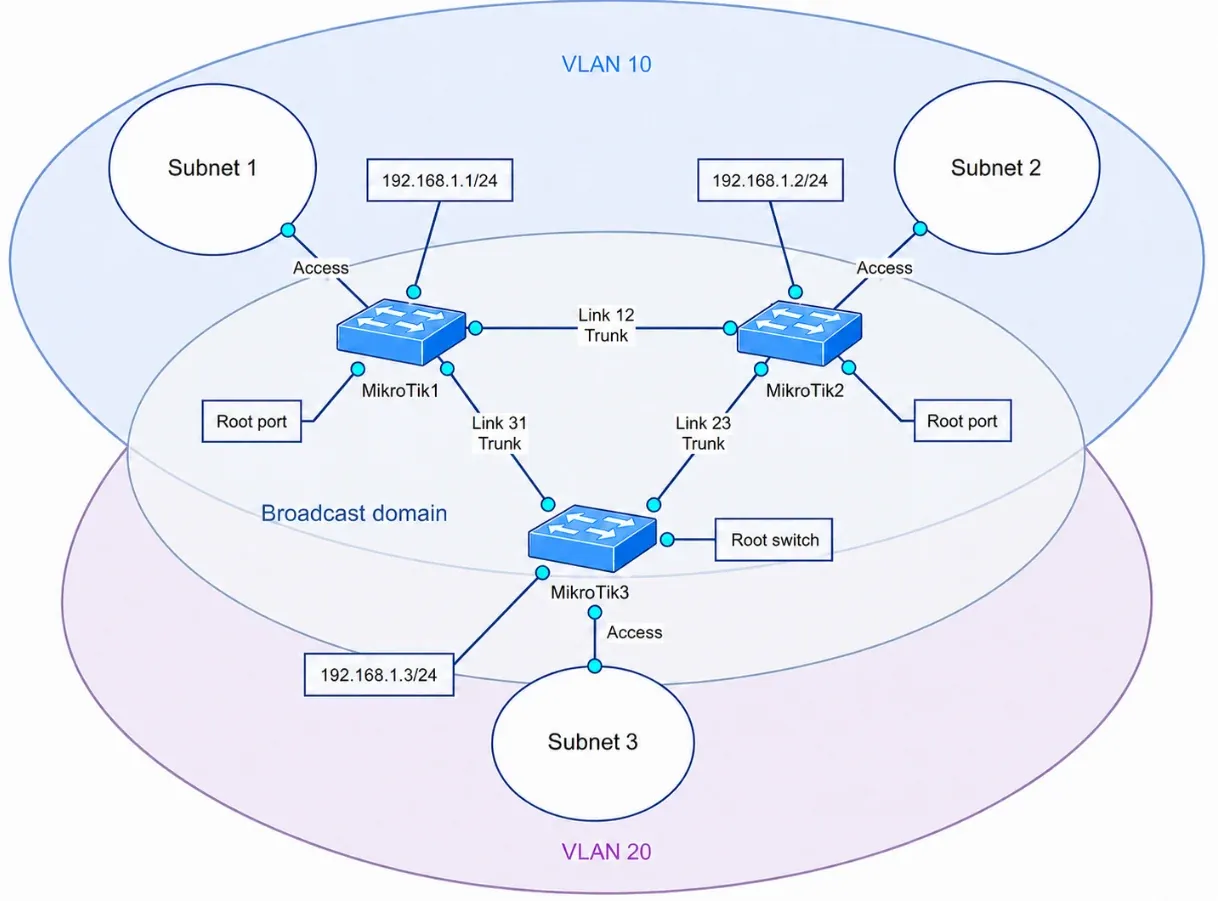 VLAN 10
Subnet 1
Subnet 2
192.168.1.1/24
192.168.1.2/24
Access
Access
Link 12
Trunk
MikroTik1
MikroTik2
Root port
Link 31
Trunk
Link 23
Trunk
Root port
Broadcast domain
Root switch
MikroTik3
Access
192.168.1.3/24
Subnet 3
VLAN 20